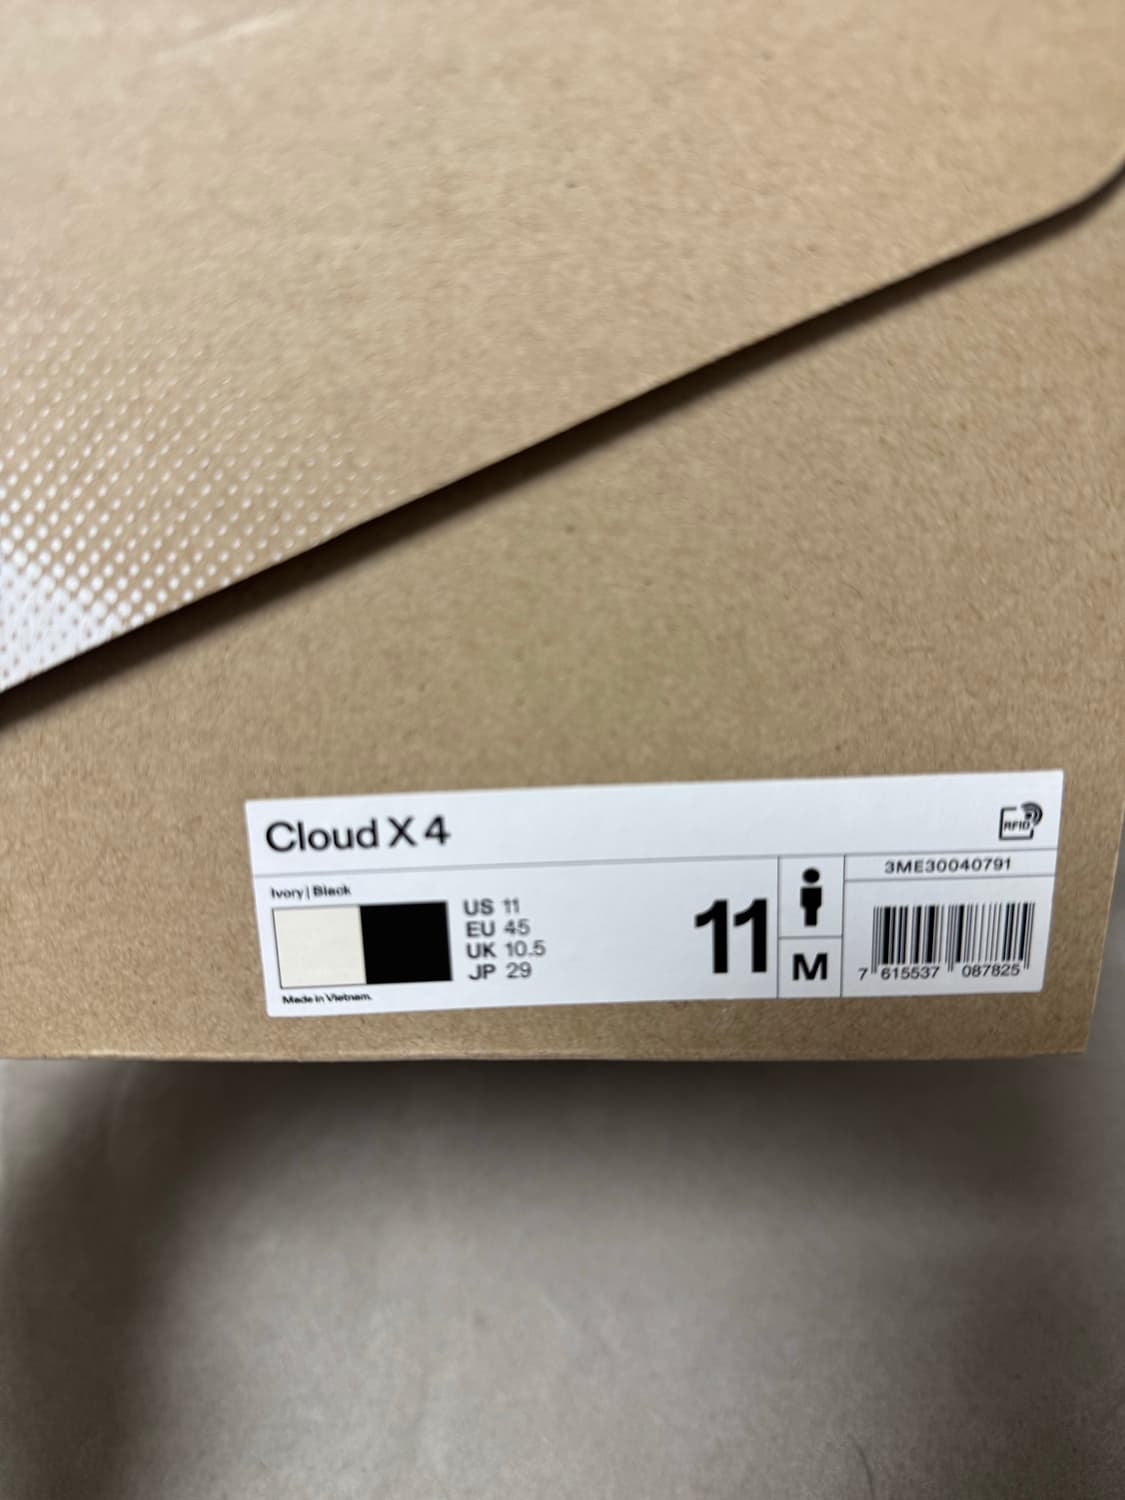 Cloud X 4
RFID
Ivory | Black
US 11
EU 45
UK 10.5
JP 29
Made in Vietnam.
11
M
3ME30040791
7 615537 087825